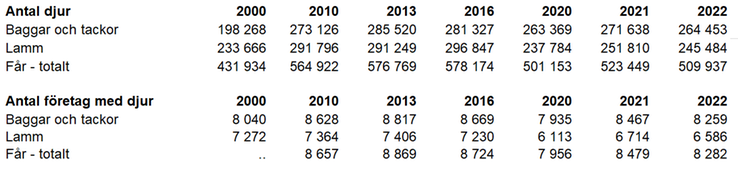 Antal djur 2000 2010 2013 2016 2020 2021 2022
Baggar och tackor 198 268 273 126 285 520 281 327 263 369 271 638 264 453
Lamm 233 666 291 796 291 249 296 847 237 784 251 810 245 484
Får - totalt 431 934 564 922 576 769 578 174 501 153 523 449 509 937
Antal företag med djur 2000 2010 2013 2016 2020 2021 2022
Baggar och tackor 8 040 8 628 8 817 8 669 7 935 8 467 8 259
Lamm 7 272 7 364 7 406 7 230 6 113 6 714 6 586
Får - totalt .. 8 657 8 869 8 724 7 956 8 479 8 282